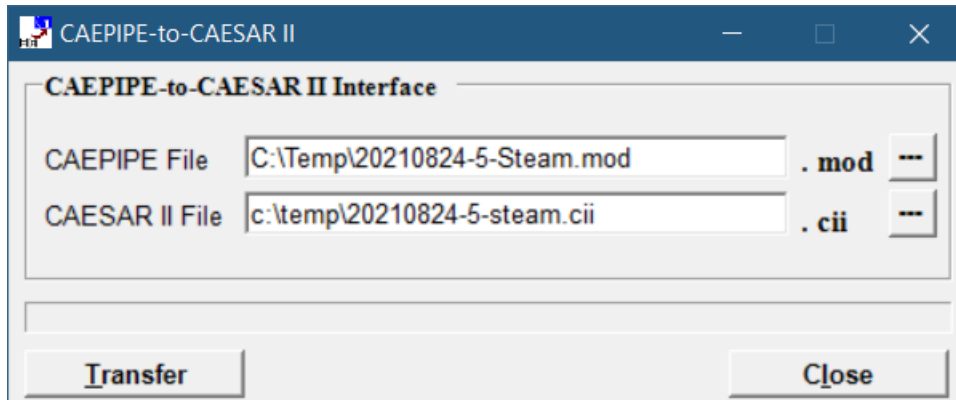 CAEPIPE-to-CAESAR II
CAEPIPE-to-CAESAR II Interface
CAEPIPE File C:\Temp\20210824-5-Steam.mod . mod ---
CAESAR II File c:\temp\20210824-5-steam.cii . cii ---
Transfer Close